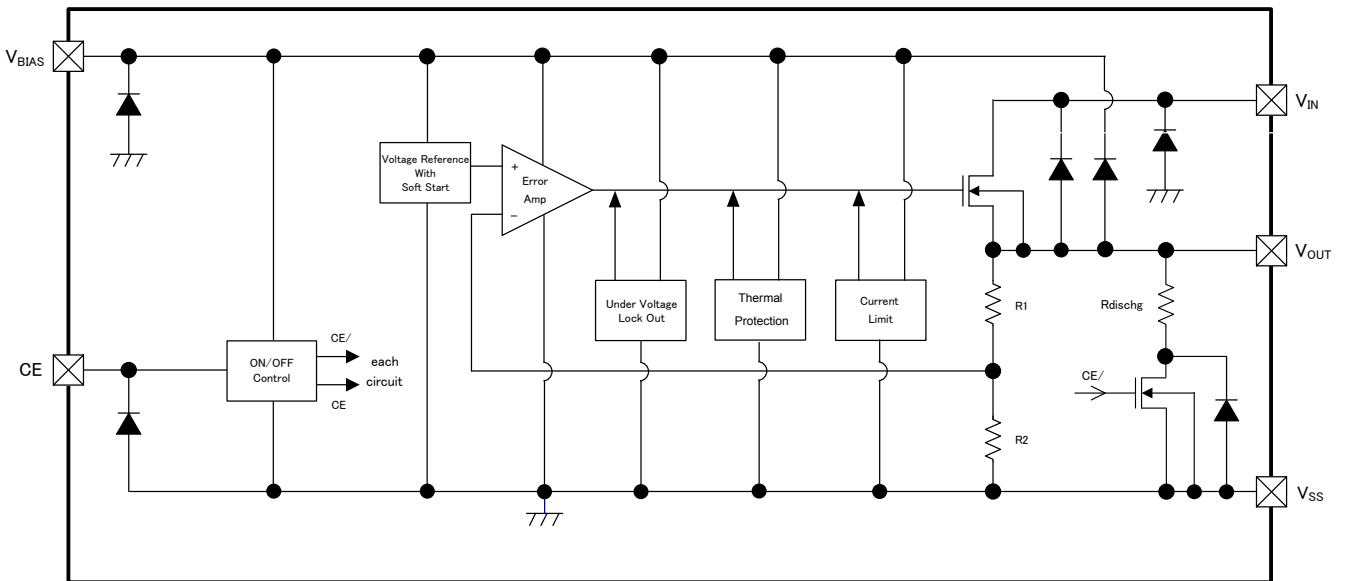 VBIAS
VIN
Voltage Reference
With
Soft Start
+
Error
Amp
−
VOUT
Under Voltage
Lock Out
Thermal
Protection
Current
Limit
R1
Rdischg
CE
ON/OFF
Control
CE/
each
circuit
CE
CE/
R2
VSS